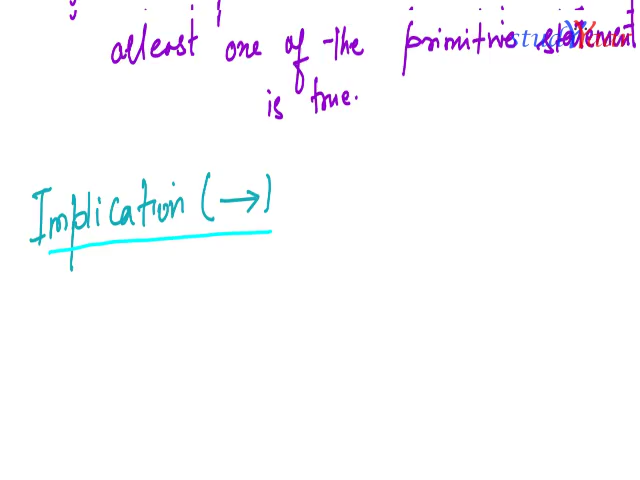 atleast one of the primitive statement
is true.
Implication (→)